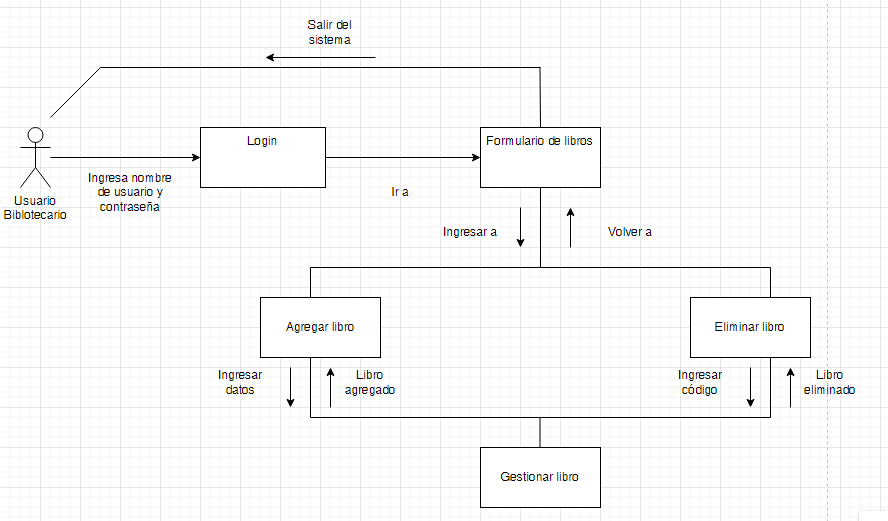 Salir del
sistema
Login
Formulario de libros
Ingresa nombre
de usuario y
contraseña
Ir a
Usuario
Biblotecario
Ingresar a
Volver a
Agregar libro
Eliminar libro
Ingresar
datos
Libro
agregado
Ingresar
código
Libro
eliminado
Gestionar libro